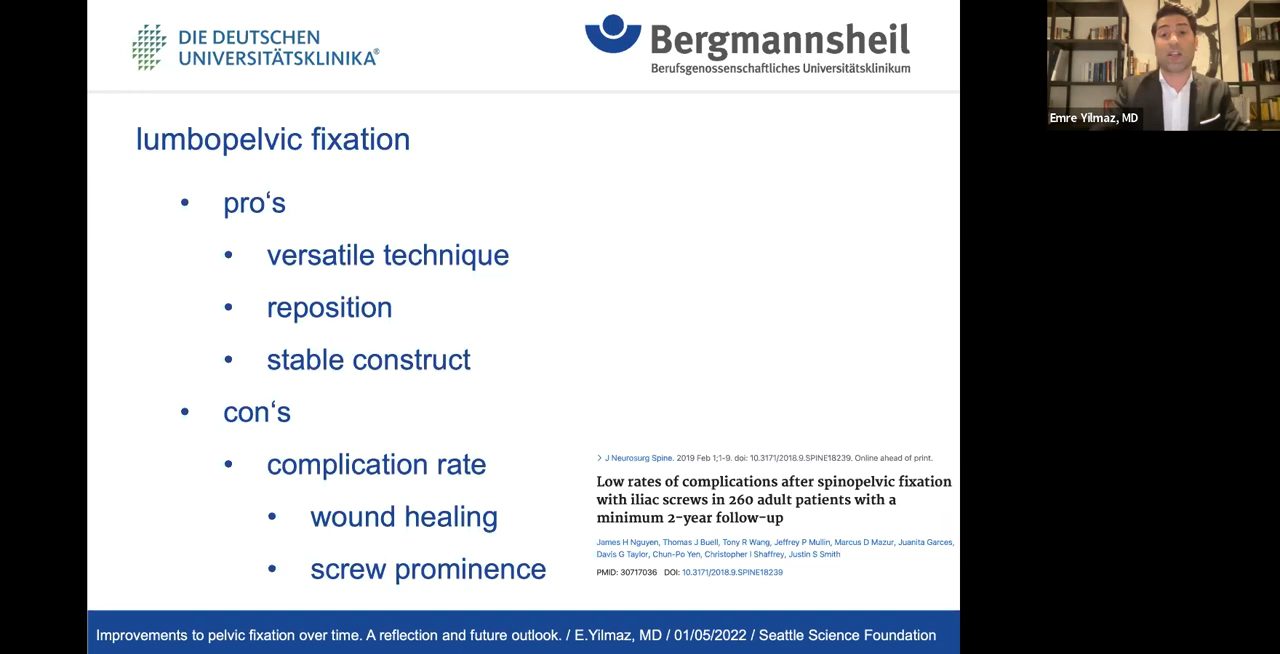 DIE DEUTSCHEN
UNIVERSITÄTSKLINIKA®
Bergmannsheil
Berufsgenossenschaftliches Universitätsklinikum
Emre Yilmaz, MD
lumbopelvic fixation
• pro‘s
• versatile technique
• reposition
• stable construct
• con‘s
• complication rate
• wound healing
• screw prominence
> J Neurosurg Spine. 2019 Feb 1;1-9. doi: 10.3171/2018.9.SPINE18239. Online ahead of print.
Low rates of complications after spinopelvic fixation
with iliac screws in 260 adult patients with a
minimum 2-year follow-up
James H Nguyen, Thomas J Buell, Tony R Wang, Jeffrey P Mullin, Marcus D Mazur, Juanita Garces,
Davis G Taylor, Chun-Po Yen, Christopher I Shaffrey, Justin S Smith
PMID: 30717036 DOI: 10.3171/2018.9.SPINE18239
Improvements to pelvic fixation over time. A reflection and future outlook. / E.Yilmaz, MD / 01/05/2022 / Seattle Science Foundation